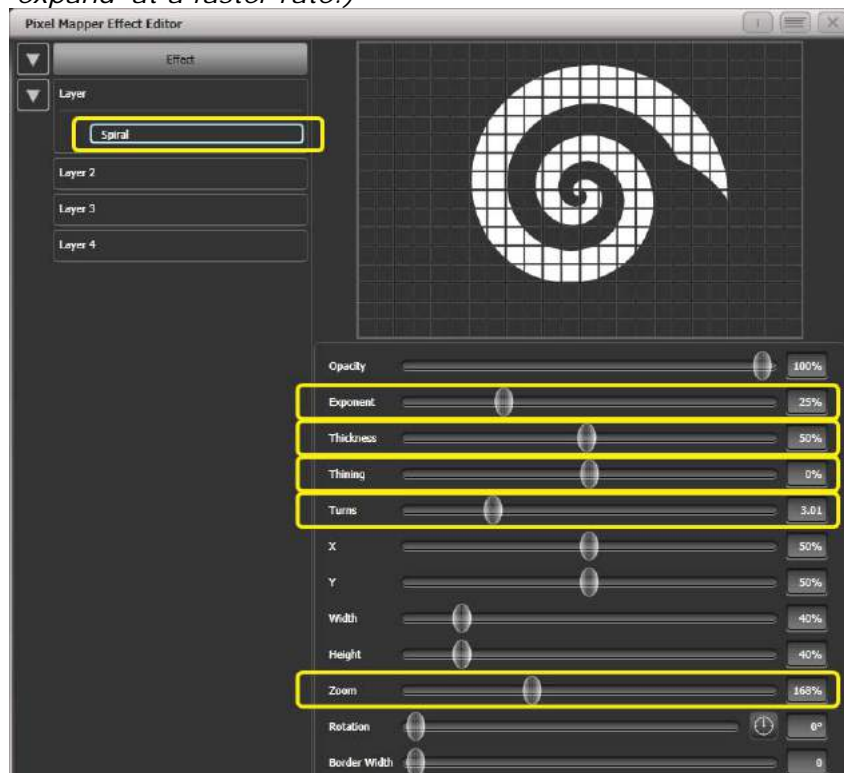 expand' at a faster rate.)
Pixel Mapper Effect Editor
Effect
Layer
Spiral
Layer 2
Layer 3
Layer 4
Opacity 100%
Exponent 25%
Thickness 50%
Thining 0%
Turns 3.01
X 50%
Y 50%
Width 40%
Height 40%
Zoom 168%
Rotation 0°
Border Width 0